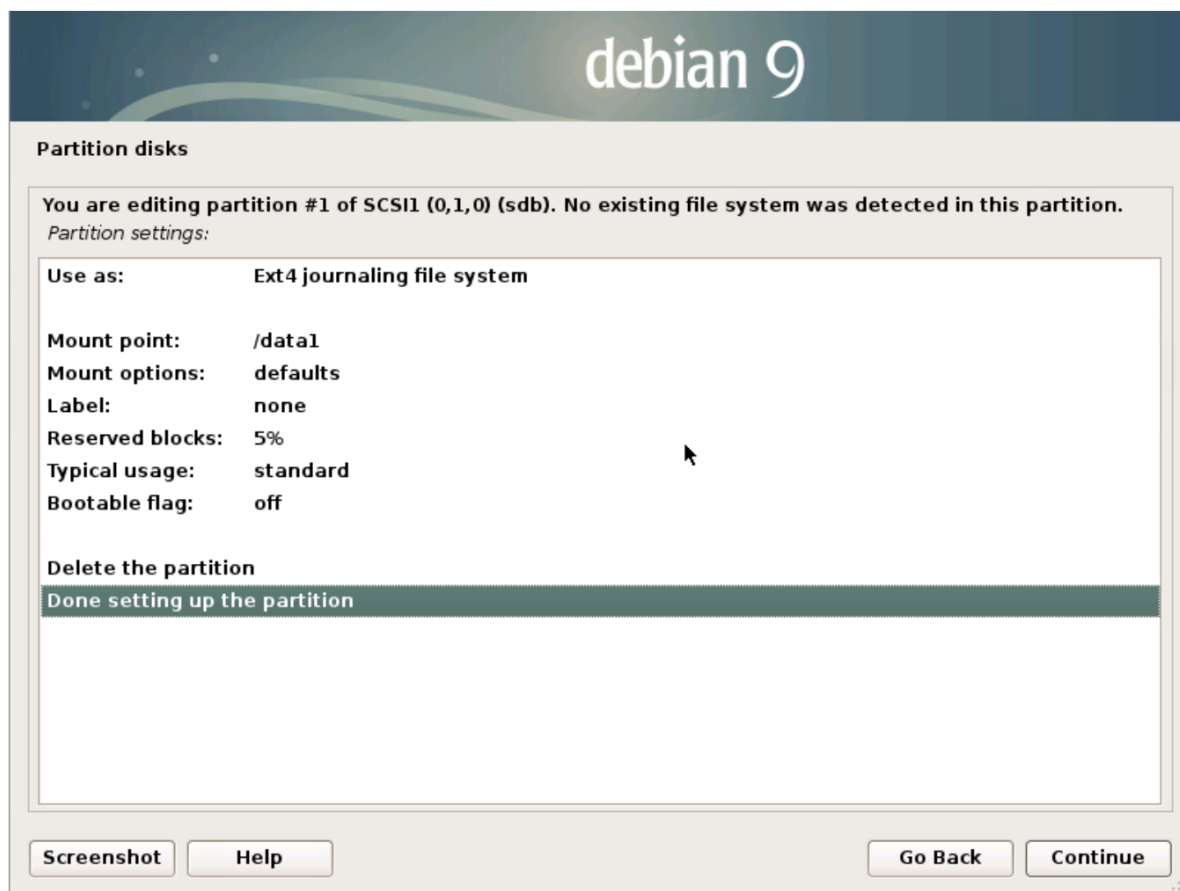 debian 9
Partition disks
You are editing partition #1 of SCSI1 (0,1,0) (sdb). No existing file system was detected in this partition.
Partition settings:
Use as: Ext4 journaling file system
Mount point: /data1
Mount options: defaults
Label: none
Reserved blocks: 5%
Typical usage: standard
Bootable flag: off
Delete the partition
Done setting up the partition
Screenshot Help Go Back Continue